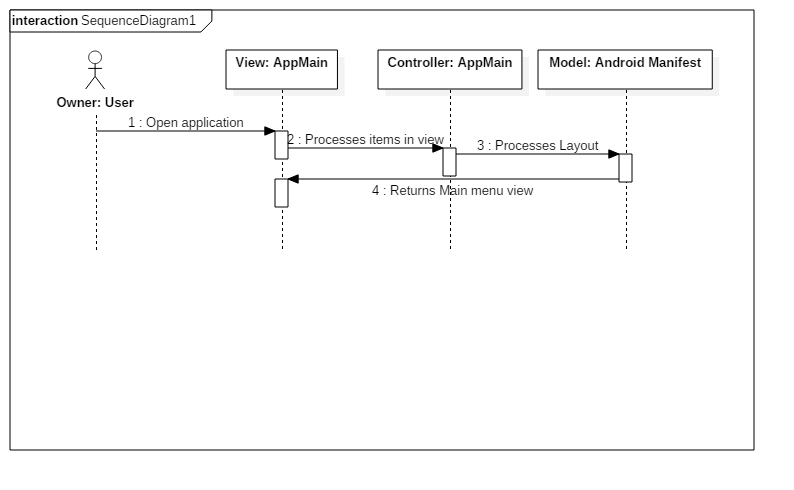 interaction SequenceDiagram1
View: AppMain
Controller: AppMain
Model: Android Manifest
Owner: User
1 : Open application
2 : Processes items in view
3 : Processes Layout
4 : Returns Main menu view